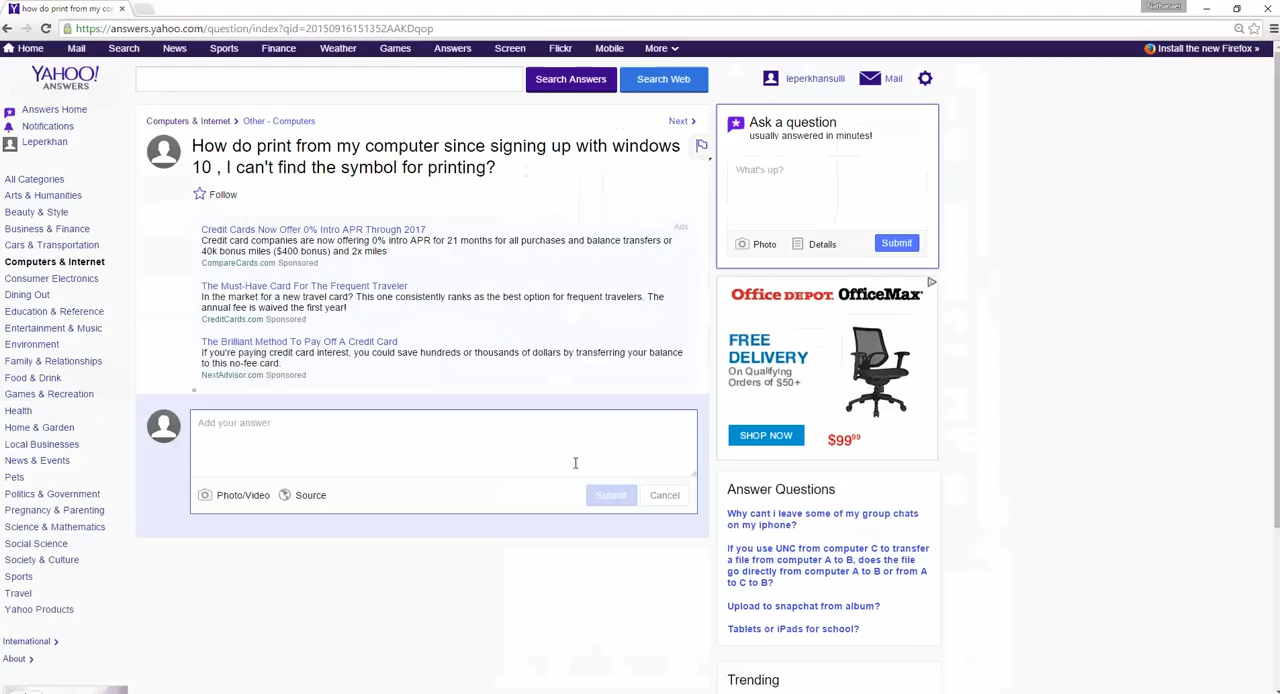 how do print from my co
Nathanael
https://answers.yahoo.com/question/index?qid=20150916151352AAKDqop
Home Mail Search News Sports Finance Weather Games Answers Screen Flickr Mobile More
Install the new Firefox »
YAHOO!
ANSWERS
Search Answers
Search Web
leperkhansulli
Mail
Answers Home
Notifications
Leperkhan
All Categories
Arts & Humanities
Beauty & Style
Business & Finance
Cars & Transportation
Computers & Internet
Consumer Electronics
Dining Out
Education & Reference
Entertainment & Music
Environment
Family & Relationships
Food & Drink
Games & Recreation
Health
Home & Garden
Local Businesses
News & Events
Pets
Politics & Government
Pregnancy & Parenting
Science & Mathematics
Social Science
Society & Culture
Sports
Travel
Yahoo Products
International
About
Computers & Internet > Other - Computers
Next >
How do print from my computer since signing up with windows
10 , I can't find the symbol for printing?
Follow
Ads
Credit Cards Now Offer 0% Intro APR Through 2017
Credit card companies are now offering 0% intro APR for 21 months for all purchases and balance transfers or
40k bonus miles ($400 bonus) and 2x miles
CompareCards.com Sponsored
The Must-Have Card For The Frequent Traveler
In the market for a new travel card? This one consistently ranks as the best option for frequent travelers. The
annual fee is waived the first year!
CreditCards.com Sponsored
The Brilliant Method To Pay Off A Credit Card
If you're paying credit card interest, you could save hundreds or thousands of dollars by transferring your balance
to this no-fee card.
NextAdvisor.com Sponsored
Add your answer
Photo/Video
Source
Submit
Cancel
Ask a question
usually answered in minutes!
What's up?
Photo
Details
Submit
Office DEPOT. OfficeMax
FREE
DELIVERY
On Qualifying
Orders of $50+
SHOP NOW
$99.99
Answer Questions
Why cant i leave some of my group chats
on my iphone?
If you use UNC from computer C to transfer
a file from computer A to B, does the file
go directly from computer A to B or from A
to C to B?
Upload to snapchat from album?
Tablets or iPads for school?
Trending